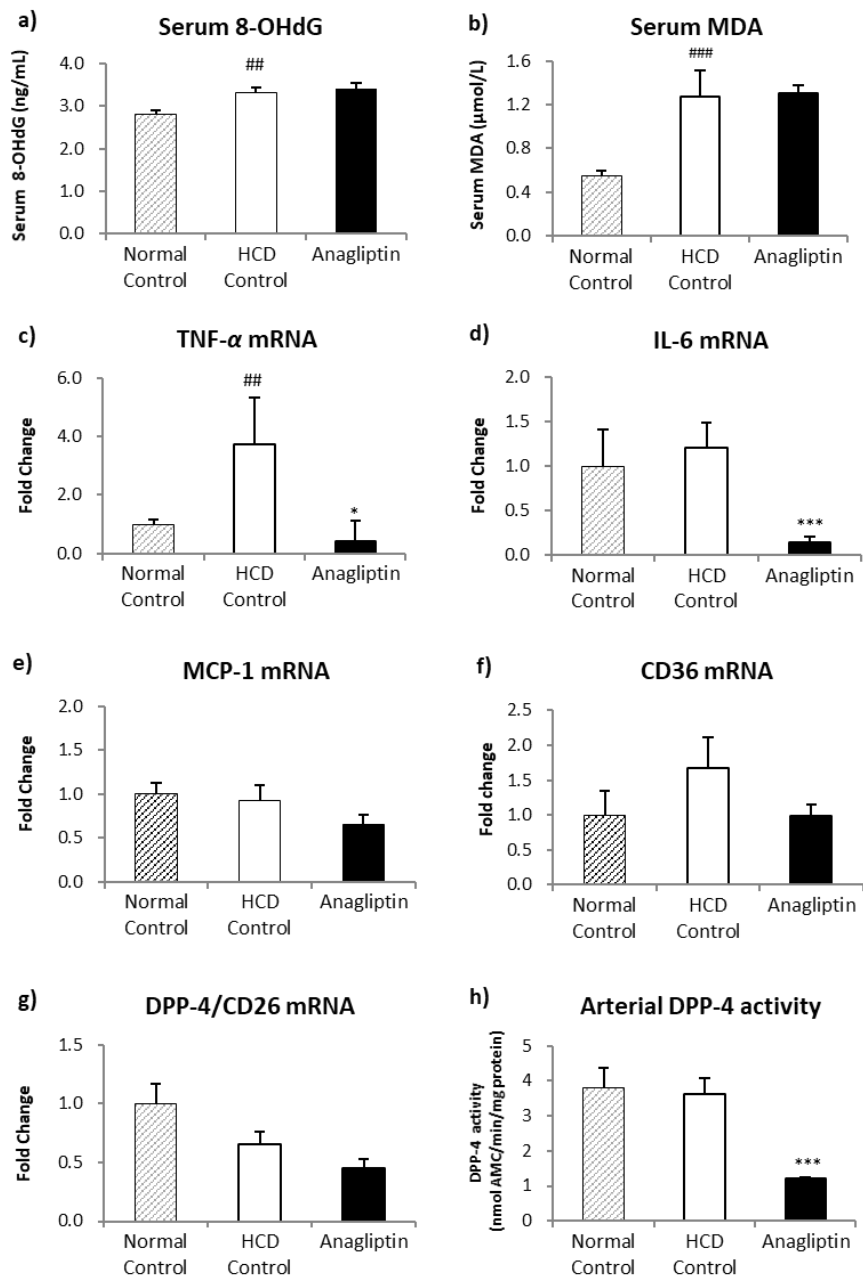 a)
Serum 8-OHdG
Serum 8-OHdG (ng/mL)
4.0
3.0
2.0
1.0
0.0
##
Normal Control
HCD Control
Anagliptin
b)
Serum MDA
Serum MDA (µmol/L)
1.6
1.2
0.8
0.4
0.0
###
Normal Control
HCD Control
Anagliptin
c)
TNF-α mRNA
Fold Change
6.0
4.0
2.0
0.0
##
*
Normal Control
HCD Control
Anagliptin
d)
IL-6 mRNA
Fold Change
2.0
1.5
1.0
0.5
0.0
***
Normal Control
HCD Control
Anagliptin
e)
MCP-1 mRNA
Fold Change
2.0
1.5
1.0
0.5
0.0
Normal Control
HCD Control
Anagliptin
f)
CD36 mRNA
Fold change
2.5
2.0
1.5
1.0
0.5
0.0
Normal Control
HCD Control
Anagliptin
g)
DPP-4/CD26 mRNA
Fold Change
1.5
1.0
0.5
0.0
Normal Control
HCD Control
Anagliptin
h)
Arterial DPP-4 activity
DPP-4 activity
(nmol AMC/min/mg protein)
5
4
3
2
1
0
***
Normal Control
HCD Control
Anagliptin